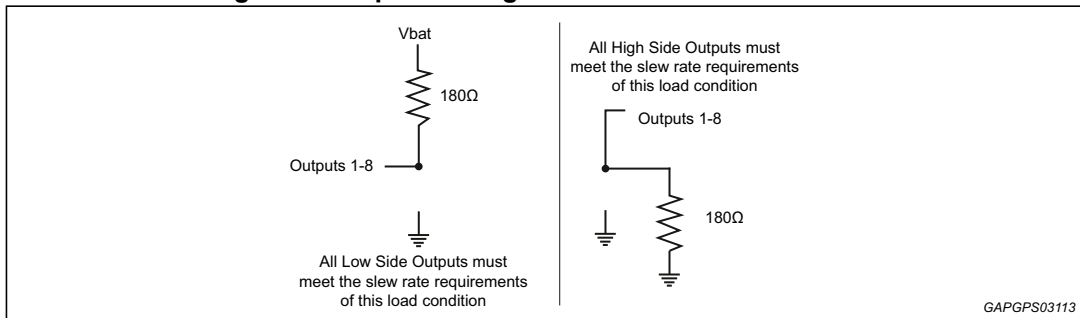 Vbat
180Ω
Outputs 1-8
All Low Side Outputs must
meet the slew rate requirements
of this load condition
All High Side Outputs must
meet the slew rate requirements
of this load condition
Outputs 1-8
180Ω
GAPGPS03113